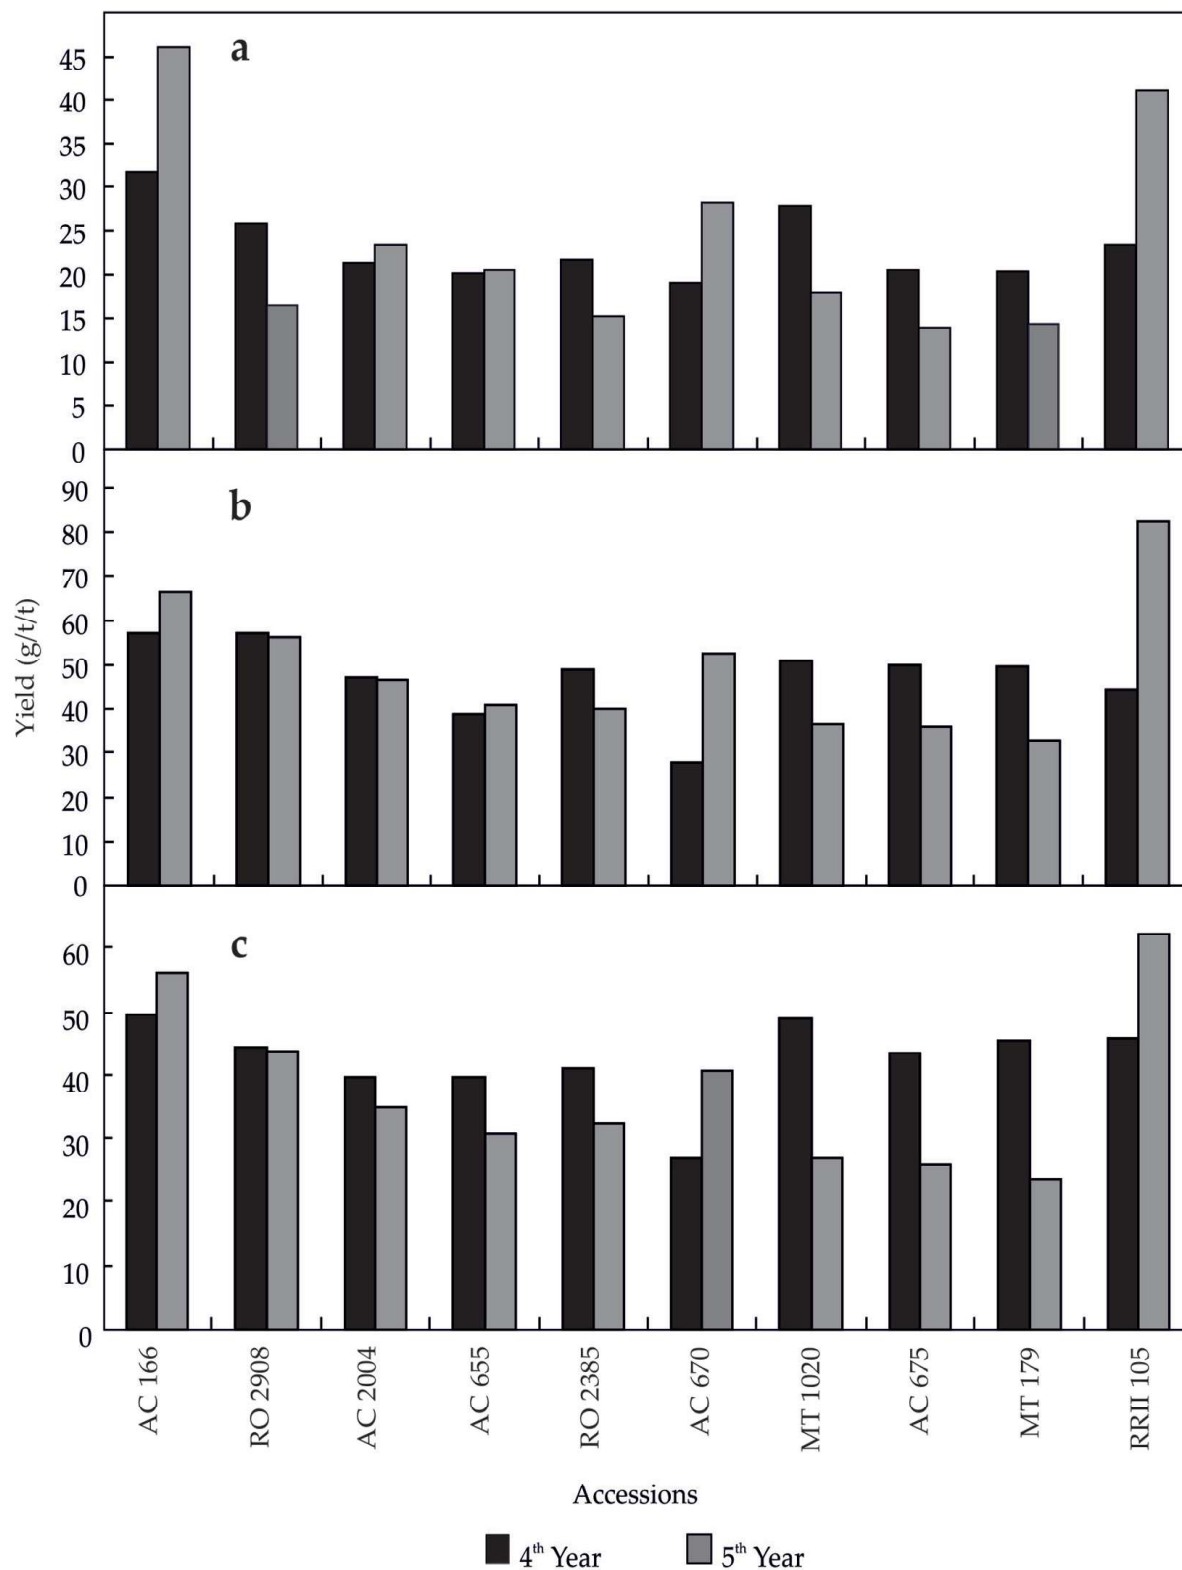 a
45
40
35
30
25
20
15
10
5
0
b
90
80
70
60
50
40
30
20
10
0
Yield (g/t/t)
c
60
50
40
30
20
10
0
AC 166
RO 2908
AC 2004
AC 655
RO 2385
AC 670
MT 1020
AC 675
MT 179
RRII 105
Accessions
4th Year
5th Year